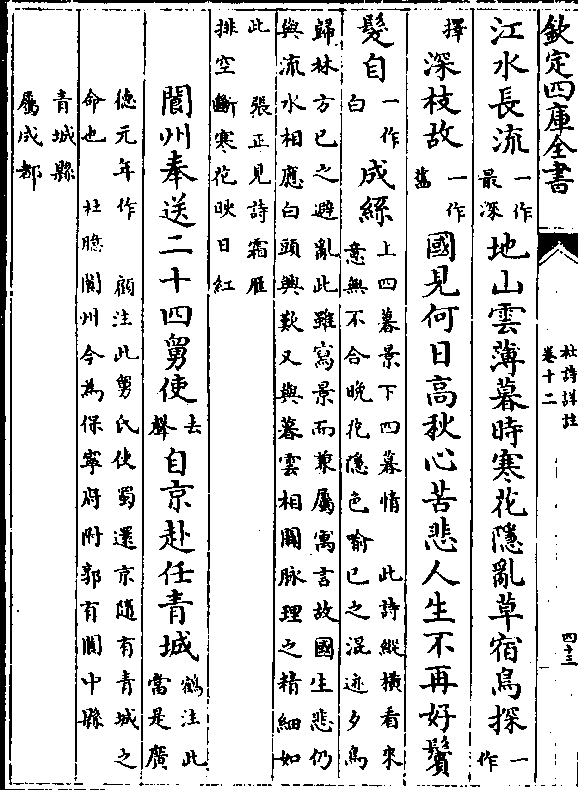 欽定四庫全書
杜詩詳註
卷十二
四十三
江水長流一作最深地山雲薄暮時寒花隱亂草宿鳥探一作
擇深枝故一作舊國見何日高秋心苦悲人生不再好鬢
髮自一作白成絲上四暮景下四暮情 此詩縱橫看來
意無不合晚花隱色喻己之混迹夕鳥
歸林方己之避亂此雖寫景而兼屬寓言故國生悲仍
與流水相應白頭興歎又與暮雲相關脉理之精細如
此 張正見詩霜雁
排空斷寒花映日紅
閬州奉送二十四舅使去聲自京赴任青城鶴注此
當是廣
德元年作 顧注此舅氏使蜀還京隨有青城之
命也 杜臆閬州今為保寧府附郭有閬中縣
青城縣
屬成都